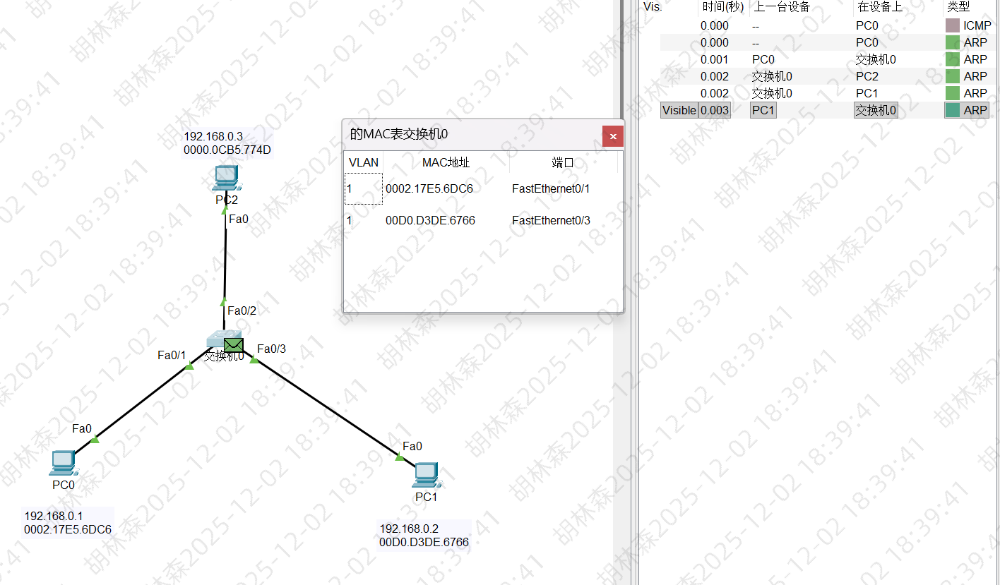 Vis. 时间(秒) 上一台设备 在设备上 类型
0.000 -- PC0 ICMP
0.000 -- PC0 ARP
0.001 PC0 交换机0 ARP
0.002 交换机0 PC2 ARP
0.002 交换机0 PC1 ARP
Visible 0.003 PC1 交换机0 ARP
的MAC表交换机0
VLAN MAC地址 端口
1 0002.17E5.6DC6 FastEthernet0/1
1 00D0.D3DE.6766 FastEthernet0/3
192.168.0.3
0000.0CB5.774D
PC2
Fa0
Fa0/2
Fa0/1
交换机0
Fa0/3
Fa0
PC0
192.168.0.1
0002.17E5.6DC6
Fa0
PC1
192.168.0.2
00D0.D3DE.6766
胡林森2025-12-02 18:39:41